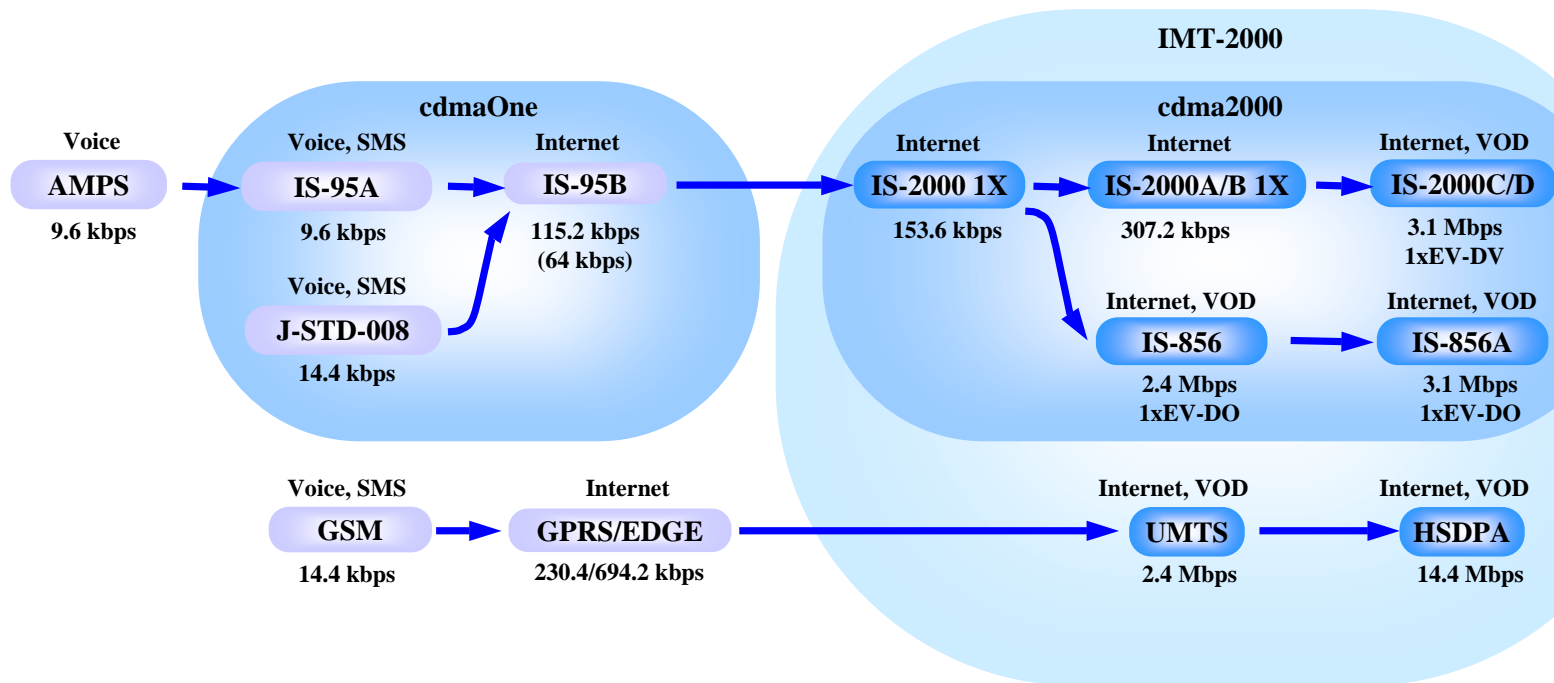 IMT-2000
cdmaOne
cdma2000
Voice
AMPS
9.6 kbps
Voice, SMS
IS-95A
9.6 kbps
Internet
IS-95B
115.2 kbps
(64 kbps)
Voice, SMS
J-STD-008
14.4 kbps
Internet
IS-2000 1X
153.6 kbps
Internet
IS-2000A/B 1X
307.2 kbps
Internet, VOD
IS-2000C/D
3.1 Mbps
1xEV-DV
Internet, VOD
IS-856
2.4 Mbps
1xEV-DO
Internet, VOD
IS-856A
3.1 Mbps
1xEV-DO
Voice, SMS
GSM
14.4 kbps
Internet
GPRS/EDGE
230.4/694.2 kbps
Internet, VOD
UMTS
2.4 Mbps
Internet, VOD
HSDPA
14.4 Mbps